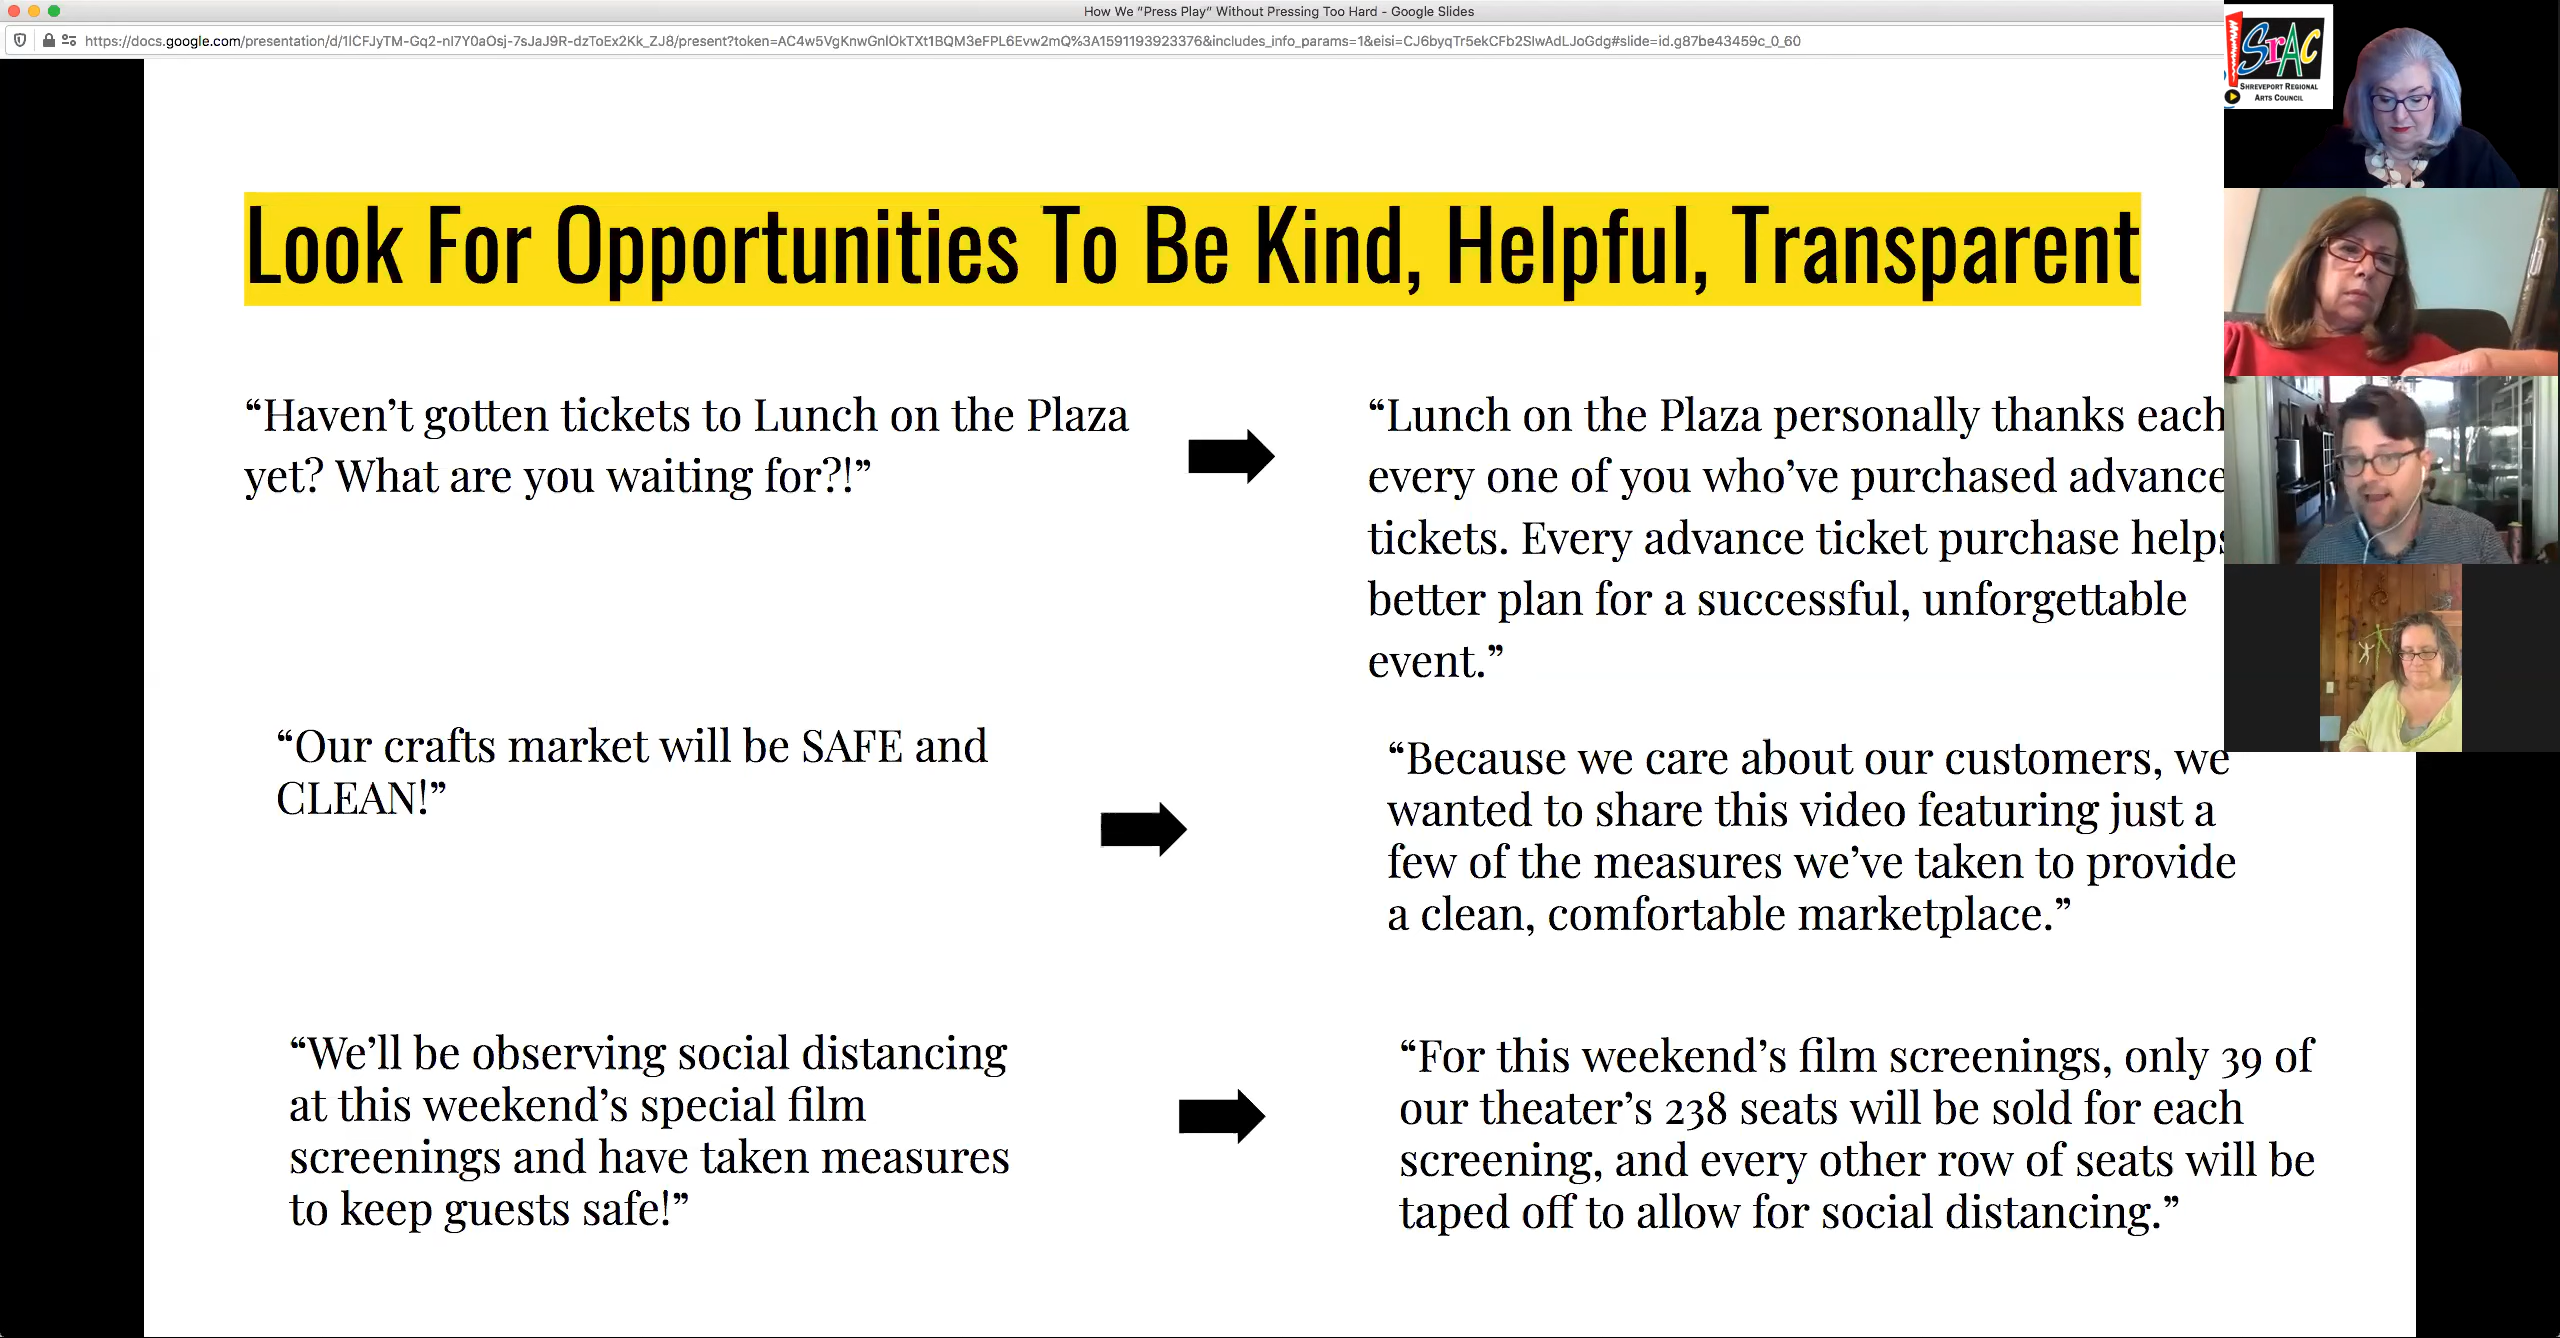 How We "Press Play" Without Pressing Too Hard - Google Slides
https://docs.google.com/presentation/d/1lCFJyTM-Gq2-nI7Y0aOsj-7sJaJ9R-dzToEx2Kk_ZJ8/present?token=AC4w5VgKnwGnlOkTXt1BQM3eFPL6Evw2mQ%3A1591193923376&includes_info_params=1&eisi=CJ6byqTr5ekCFb2SlwAdLJoGdg#slide=id.g87be43459c_0_60
SrAC
SHREVEPORT REGIONAL
ARTS COUNCIL
Look For Opportunities To Be Kind, Helpful, Transparent
“Haven’t gotten tickets to Lunch on the Plaza
yet? What are you waiting for?!”
“Lunch on the Plaza personally thanks each
every one of you who’ve purchased advance
tickets. Every advance ticket purchase helps
better plan for a successful, unforgettable
event.”
“Our crafts market will be SAFE and
CLEAN!”
“Because we care about our customers, we
wanted to share this video featuring just a
few of the measures we’ve taken to provide
a clean, comfortable marketplace.”
“We’ll be observing social distancing
at this weekend’s special film
screenings and have taken measures
to keep guests safe!”
“For this weekend’s film screenings, only 39 of
our theater’s 238 seats will be sold for each
screening, and every other row of seats will be
taped off to allow for social distancing.”